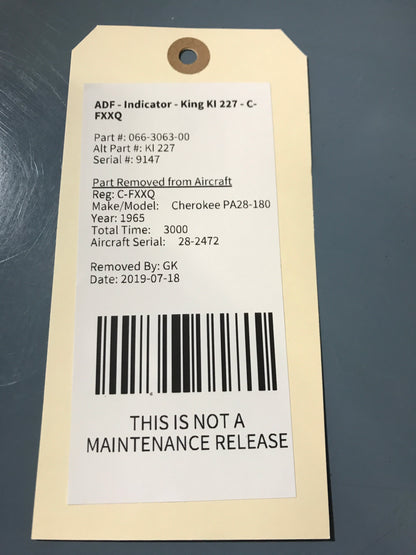 ADF - Indicator - King KI 227 - C-
FXXQ
Part #: 066-3063-00
Alt Part #: KI 227
Serial #: 9147
Part Removed from Aircraft
Reg: C-FXXQ
Make/Model: Cherokee PA28-180
Year: 1965
Total Time: 3000
Aircraft Serial: 28-2472
Removed By: GK
Date: 2019-07-18
THIS IS NOT A
MAINTENANCE RELEASE